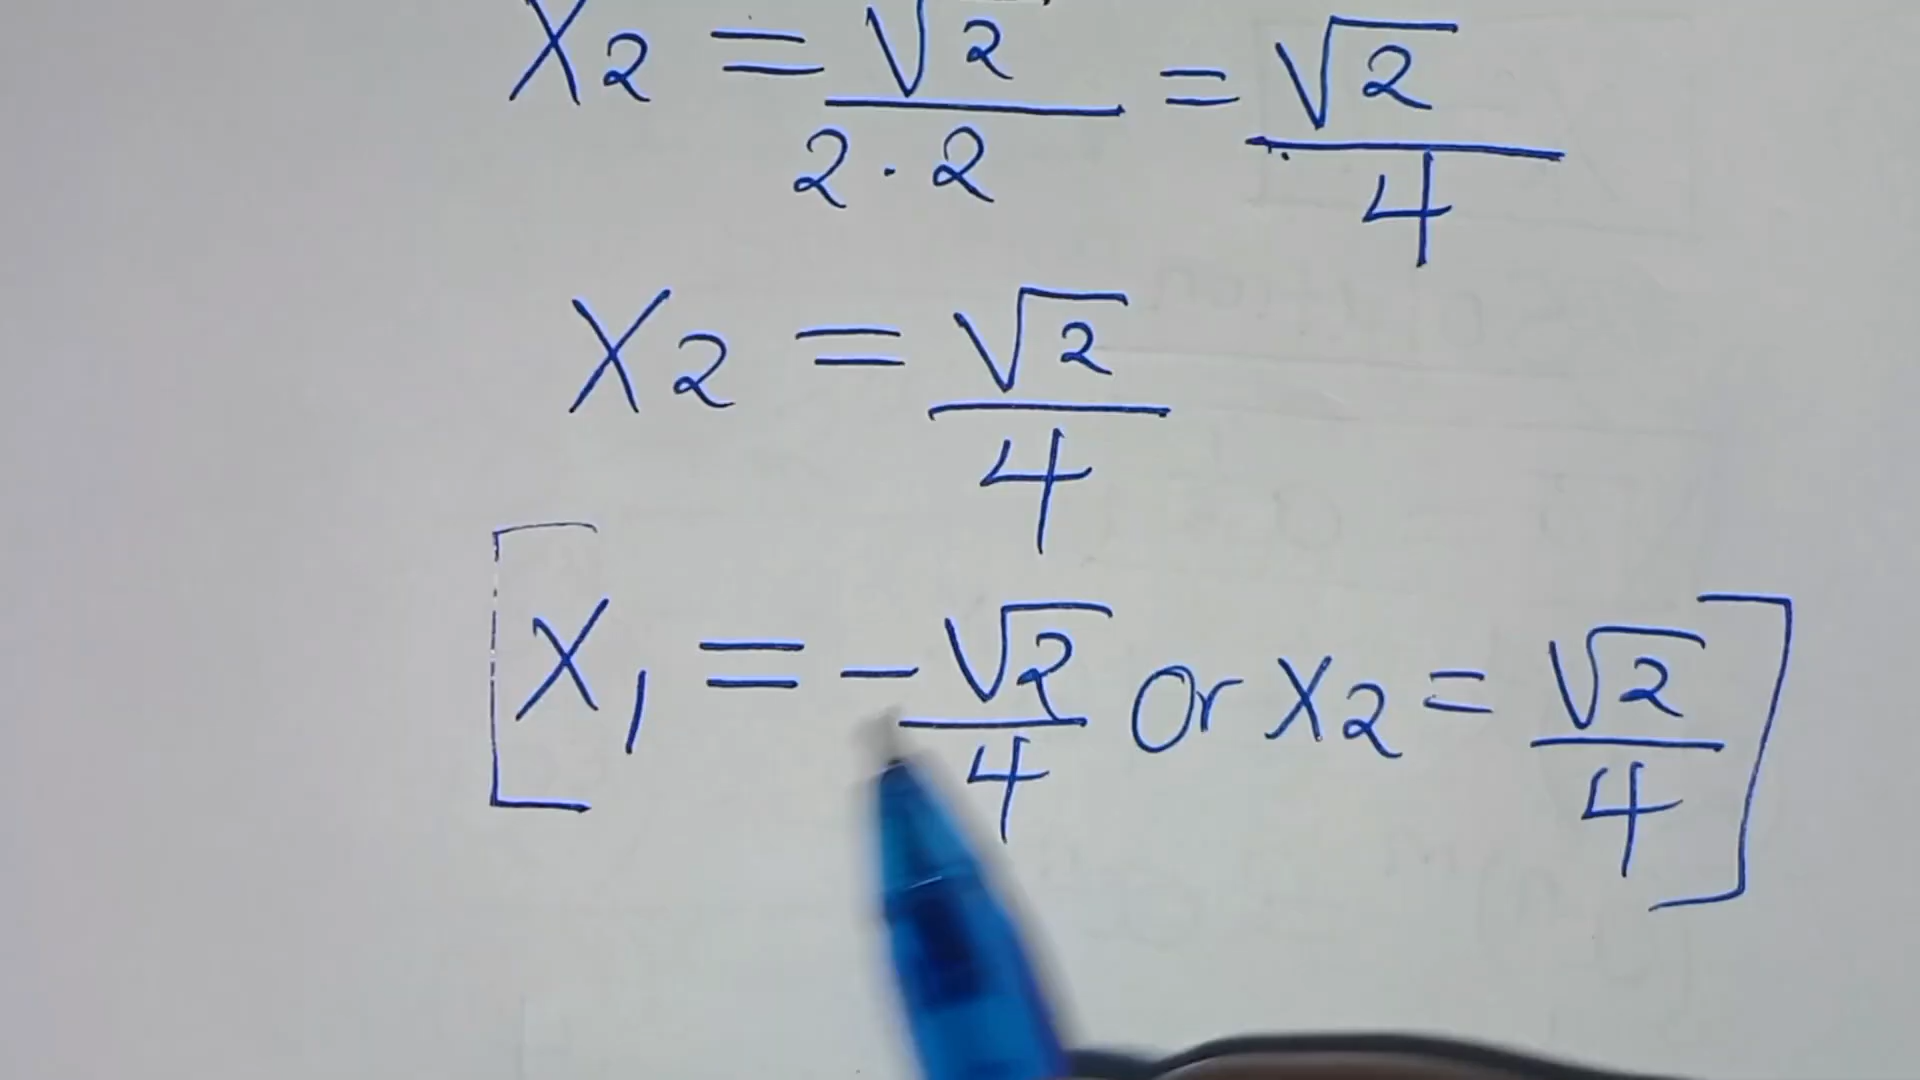 X2 = √2/2·2 = √2/4
X2 = √2/4
[X1 = -√2/4 or X2 = √2/4]